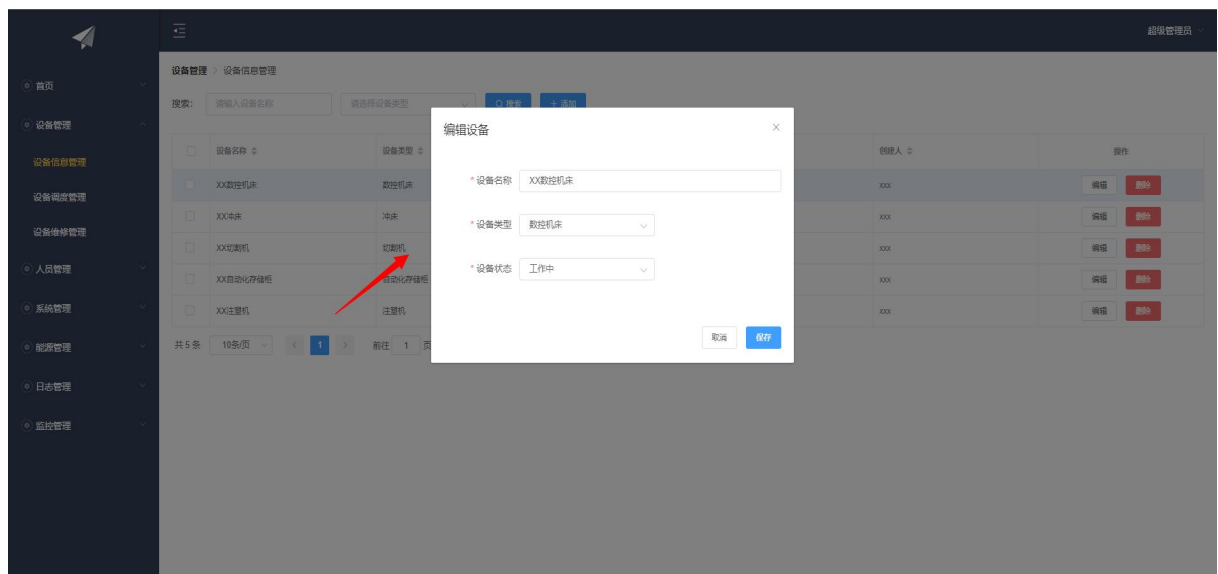 超级管理员
首页
设备管理
设备信息管理
设备调度管理
设备维修管理
人员管理
系统管理
能源管理
日志管理
监控管理
设备管理 > 设备信息管理
搜索: 请输入设备名称 请选择设备类型 搜索 + 添加
设备名称 设备类型 创建人 操作
XX数控机床 数控机床 xxx 编辑 删除
XX冲床 冲床 xxx 编辑 删除
XX切割机 切割机 xxx 编辑 删除
XX自动化存储柜 自动化存储柜 xxx 编辑 删除
XX注塑机 注塑机 xxx 编辑 删除
共 5 条 10条/页 < 1 > 前往 1 页
编辑设备 ×
* 设备名称 XX数控机床
* 设备类型 数控机床
* 设备状态 工作中
取消 保存